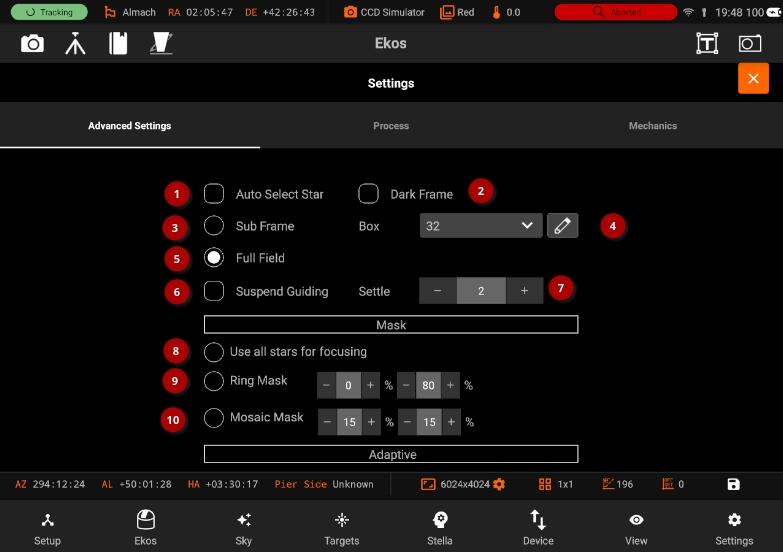 Tracking Almach RA 02:05:47 DE +42:26:43 CCD Simulator Red 0.0 Aborted 19:48 100
T Ekos
Settings
Advanced Settings Process Mechanics
1 Auto Select Star Dark Frame 2
3 Sub Frame Box 32 4
5 Full Field
6 Suspend Guiding Settle − 2 + 7
Mask
8 Use all stars for focusing
9 Ring Mask − 0 + % − 80 + %
10 Mosaic Mask − 15 + % − 15 + %
Adaptive
AZ 294:12:24 AL +50:01:28 HA +03:30:17 Pier Side Unknown 6024x4024 1x1 196 0
Setup Ekos Sky Targets Stella Device View Settings